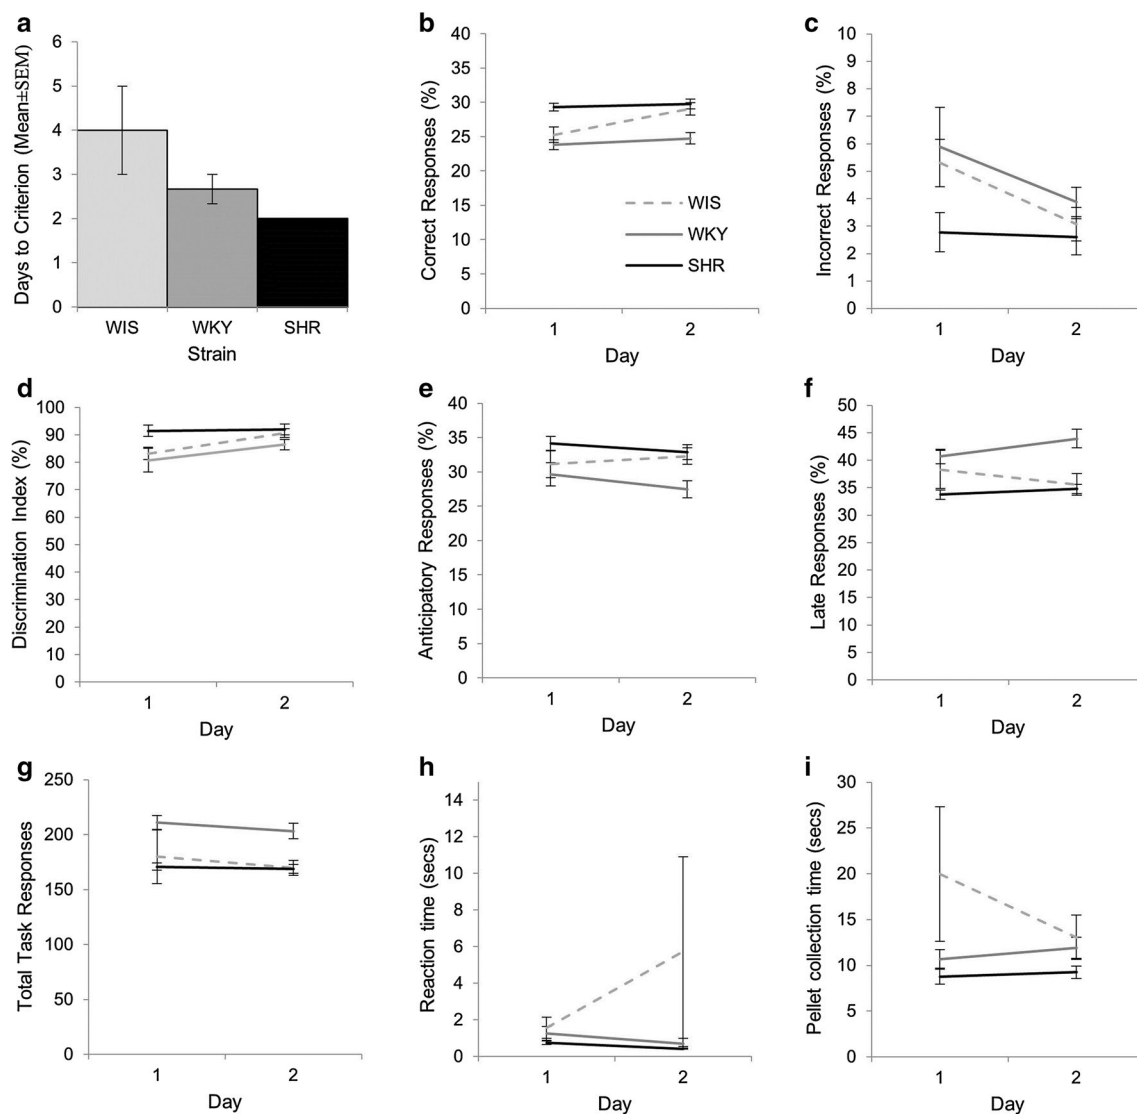 a
Days to Criterion (Mean±SEM)
6
5
4
3
2
1
0
WIS WKY SHR
Strain
b
Correct Responses (%)
40
35
30
25
20
15
10
5
0
WIS
WKY
SHR
1 2
Day
c
Incorrect Responses (%)
10
9
8
7
6
5
4
3
2
1
0
1 2
Day
d
Discrimination Index (%)
100
90
80
70
60
50
40
30
20
10
0
1 2
Day
e
Anticipatory Responses (%)
40
35
30
25
20
15
10
5
0
1 2
Day
f
Late Responses (%)
50
45
40
35
30
25
20
15
10
5
0
1 2
Day
g
Total Task Responses
250
200
150
100
50
0
1 2
Day
h
Reaction time (secs)
14
12
10
8
6
4
2
0
1 2
Day
i
Pellet collection time (secs)
30
25
20
15
10
5
0
1 2
Day